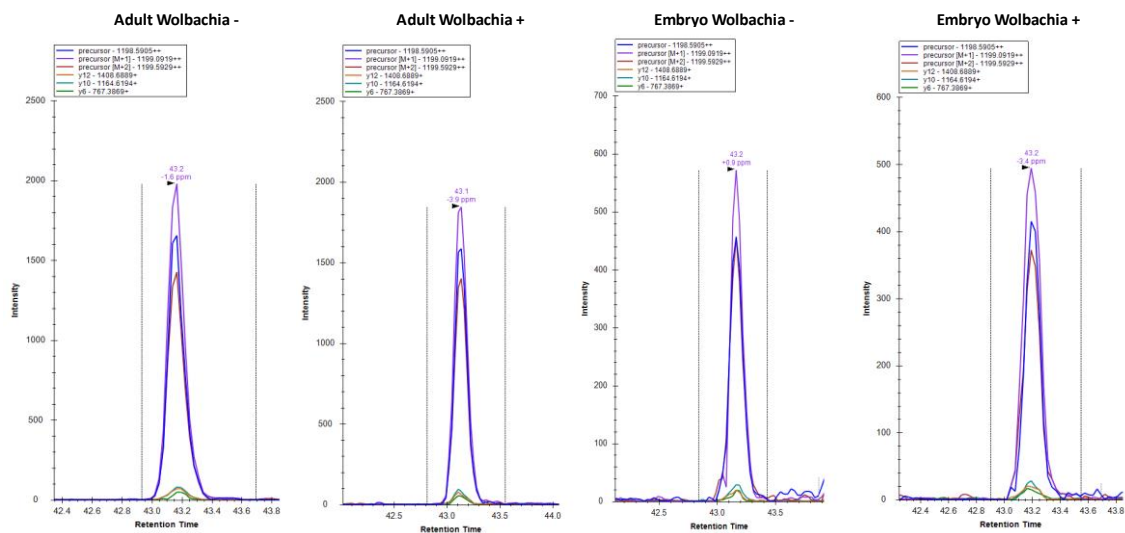 Adult Wolbachia -
precursor - 1198.5905++
precursor [M+1] - 1199.0919++
precursor [M+2] - 1199.5929++
y12 - 1408.6889+
y10 - 1164.6194+
y6 - 767.3869+
2500
2000
1500
1000
500
0
Intensity
43.2
-1.6 ppm
42.4 42.6 42.8 43.0 43.2 43.4 43.6 43.8
Retention Time
Adult Wolbachia +
precursor - 1198.5905++
precursor [M+1] - 1199.0919++
precursor [M+2] - 1199.5929++
y12 - 1408.6889+
y10 - 1164.6194+
y6 - 767.3869+
2500
2000
1500
1000
500
0
Intensity
43.1
-3.9 ppm
42.5 43.0 43.5 44.0
Retention Time
Embryo Wolbachia -
precursor - 1198.5905++
precursor [M+1] - 1199.0919++
precursor [M+2] - 1199.5929++
y12 - 1408.6889+
y10 - 1164.6194+
y6 - 767.3869+
700
600
500
400
300
200
100
0
Intensity
43.2
+0.9 ppm
42.5 43.0 43.5
Retention Time
Embryo Wolbachia +
precursor - 1198.5905++
precursor [M+1] - 1199.0919++
precursor [M+2] - 1199.5929++
y12 - 1408.6889+
y10 - 1164.6194+
y6 - 767.3869+
600
500
400
300
200
100
0
Intensity
43.2
-3.4 ppm
42.4 42.6 42.8 43.0 43.2 43.4 43.6 43.8
Retention Time